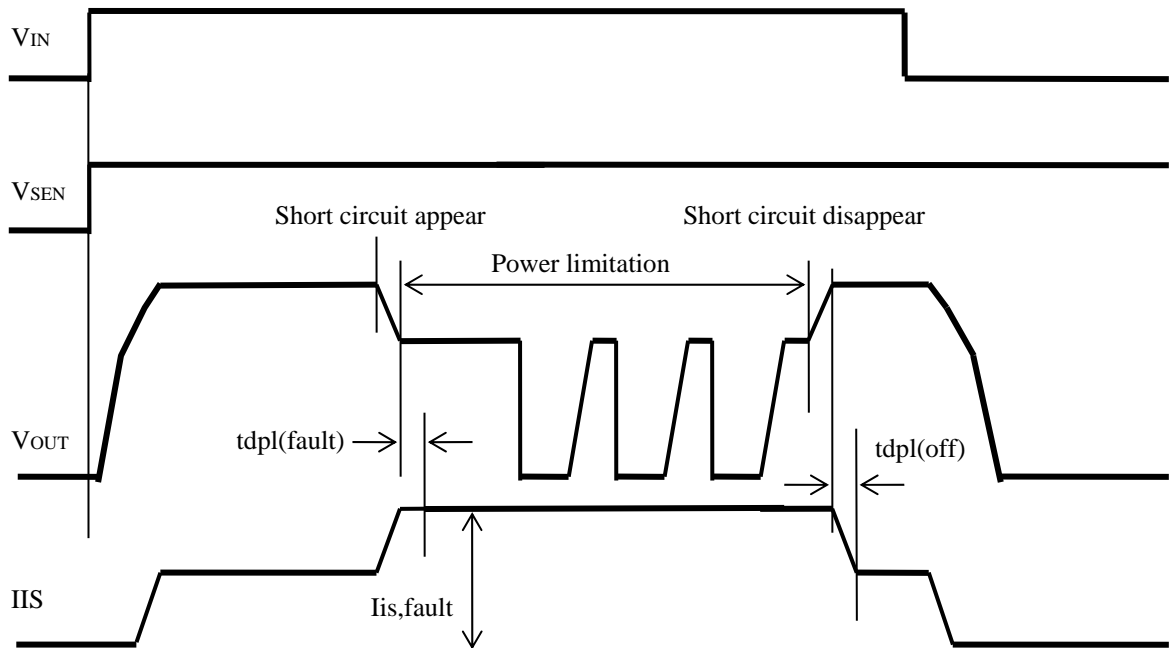 VIN
VSEN
Short circuit appear
Short circuit disappear
Power limitation
VOUT
tdpl(fault)
tdpl(off)
IIS
Iis,fault